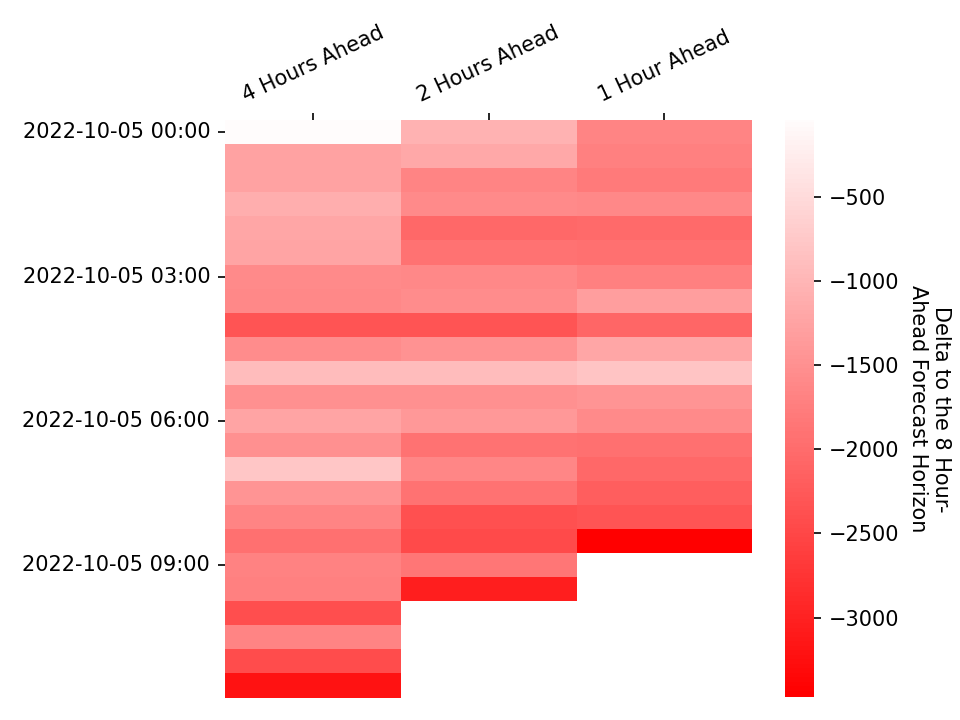 4 Hours Ahead
2 Hours Ahead
1 Hour Ahead
2022-10-05 00:00
2022-10-05 03:00
2022-10-05 06:00
2022-10-05 09:00
−500
−1000
−1500
−2000
−2500
−3000
Delta to the 8 Hour-
Ahead Forecast Horizon